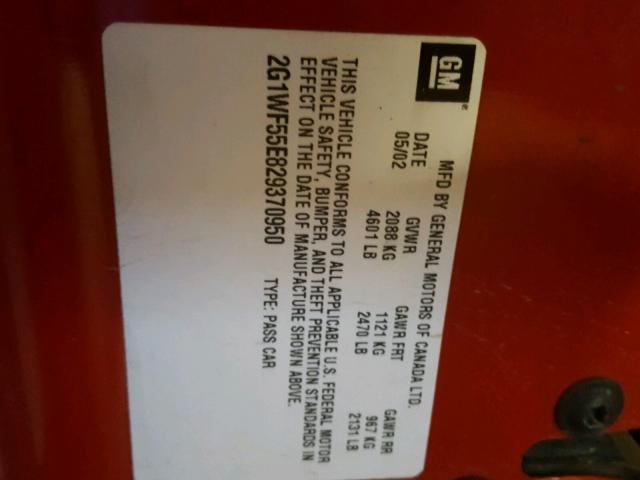 GM
MFD BY GENERAL MOTORS OF CANADA LTD.
DATE GVWR GAWR FRT GAWR RR
05/02 2088 KG 1121 KG 967 KG
4601 LB 2470 LB 2131 LB
THIS VEHICLE CONFORMS TO ALL APPLICABLE U.S. FEDERAL MOTOR
VEHICLE SAFETY, BUMPER, AND THEFT PREVENTION STANDARDS IN
EFFECT ON THE DATE OF MANUFACTURE SHOWN ABOVE.
2G1WF55E829370950 TYPE: PASS CAR